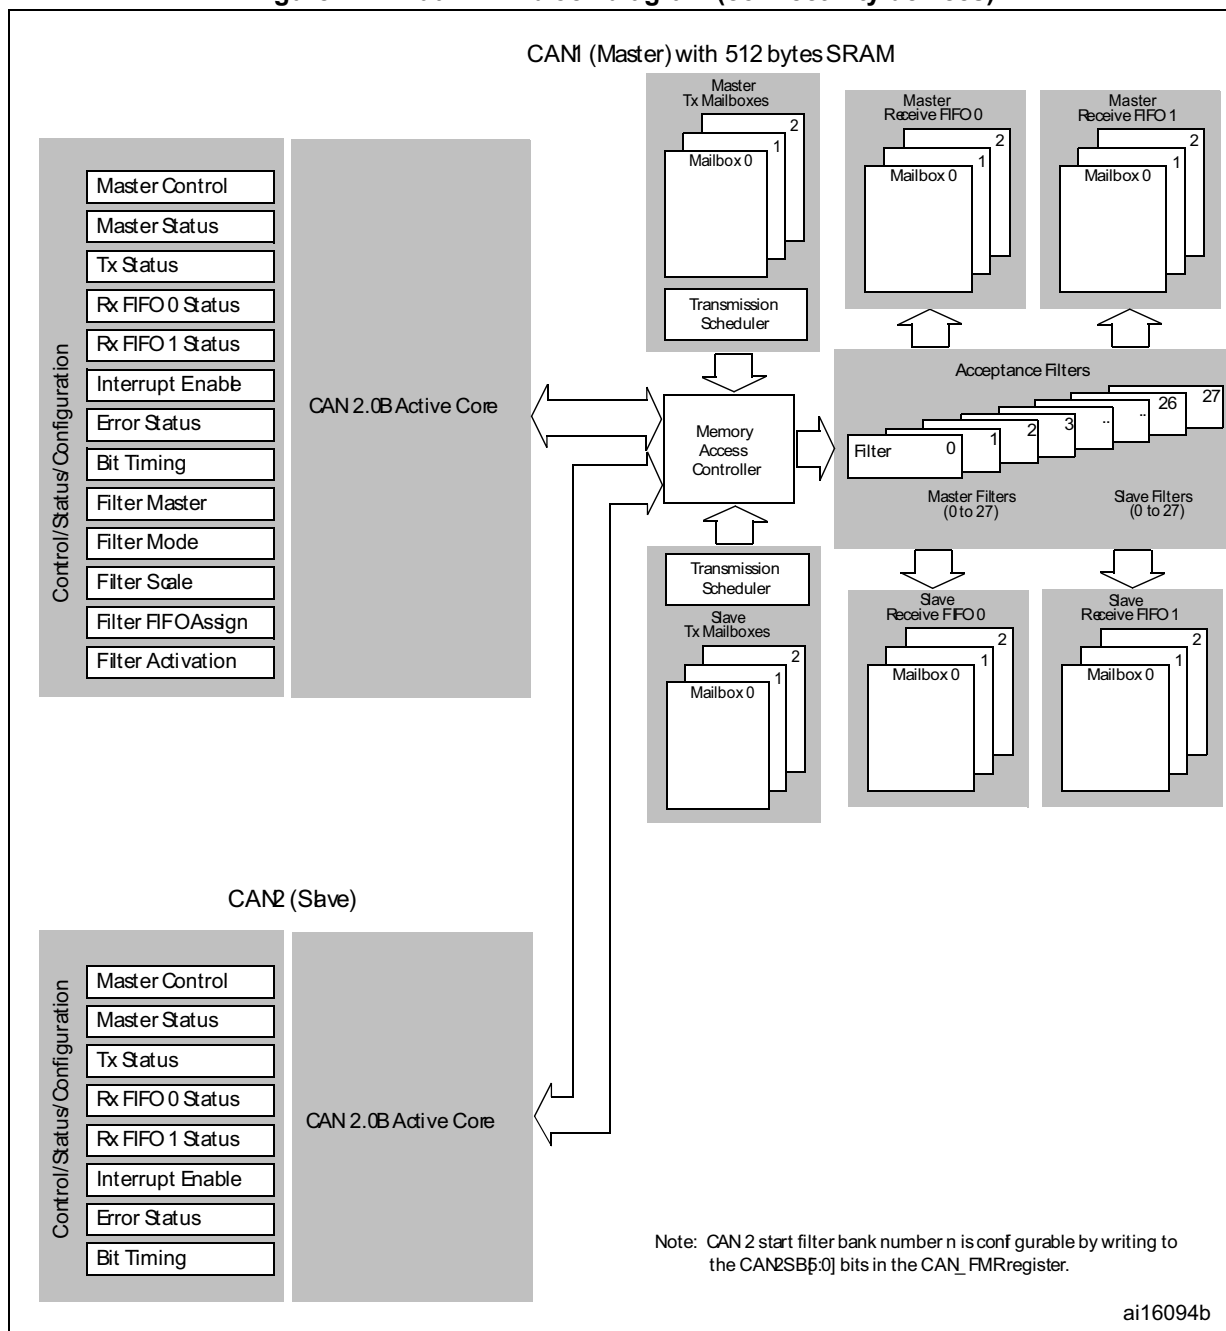 CAN1 (Master) with 512 bytes SRAM
Master
Tx Mailboxes
2
1
Mailbox 0
Transmission
Scheduler
Master
Receive FIFO 0
2
1
Mailbox 0
Master
Receive FIFO 1
2
1
Mailbox 0
Control/Status/Configuration
Master Control
Master Status
Tx Status
Rx FIFO 0 Status
Rx FIFO 1 Status
Interrupt Enable
Error Status
Bit Timing
Filter Master
Filter Mode
Filter Scale
Filter FIFO Assign
Filter Activation
CAN 2.0B Active Core
Memory
Access
Controller
Acceptance Filters
Filter 0
1
2
3
..
..
26
27
Master Filters
(0 to 27)
Slave Filters
(0 to 27)
Transmission
Scheduler
Slave
Tx Mailboxes
2
1
Mailbox 0
Slave
Receive FIFO 0
2
1
Mailbox 0
Slave
Receive FIFO 1
2
1
Mailbox 0
CAN2 (Slave)
Control/Status/Configuration
Master Control
Master Status
Tx Status
Rx FIFO 0 Status
Rx FIFO 1 Status
Interrupt Enable
Error Status
Bit Timing
CAN 2.0B Active Core
Note: CAN 2 start filter bank number n is conf gurable by writing to
the CAN2SB[5:0] bits in the CAN_FMR register.
ai16094b